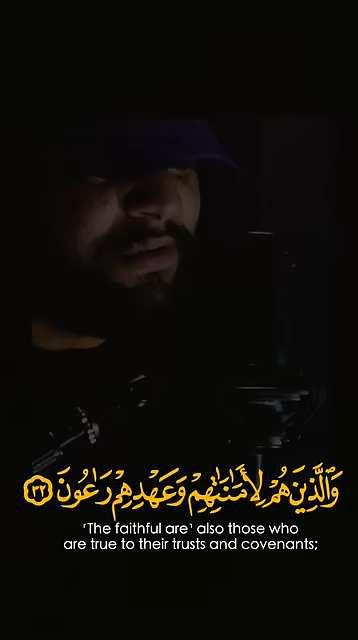 وَٱلَّذِينَ هُمْ لِأَمَـٰنَـٰتِهِمْ وَعَهْدِهِمْ رَٰعُونَ ٣٢
˹The faithful are˺ also those who
are true to their trusts and covenants;